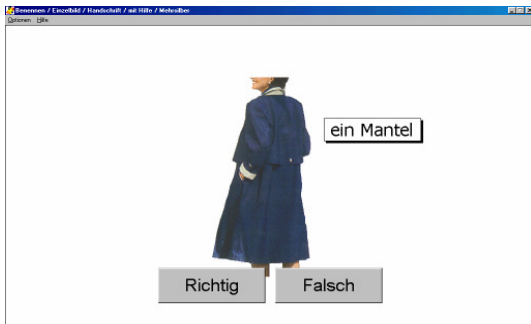 Benennen / Einzelbild / Handschrift / mit Hilfe / Mehrsilber
Optionen Hilfe
ein Mantel
Richtig Falsch